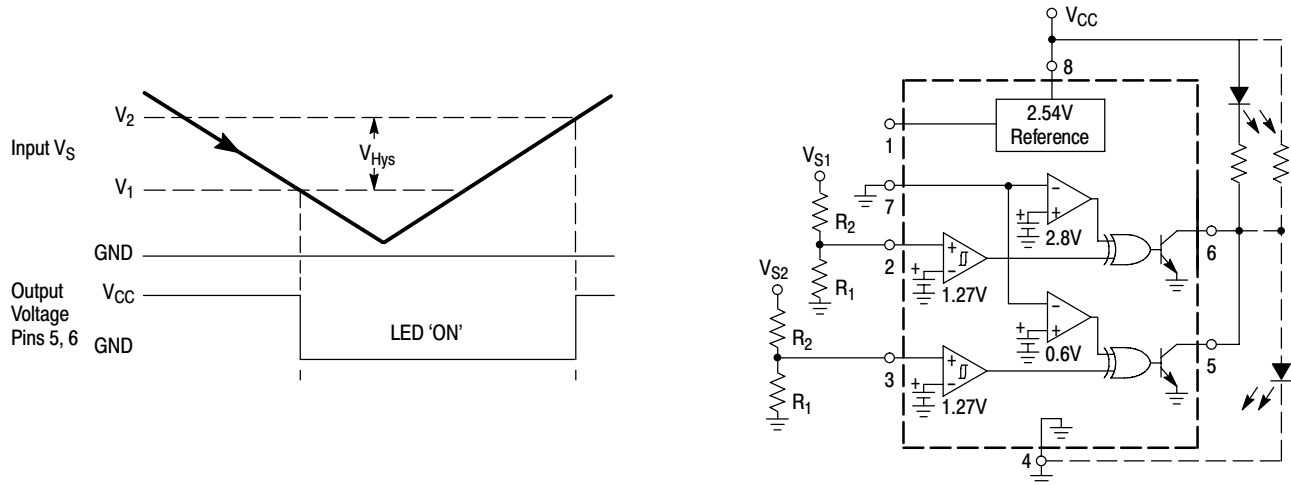 V2
Input VS
VHys
V1
GND
Output
Voltage
Pins 5, 6
VCC
LED 'ON'
GND
VCC
8
2.54V
Reference
1
VS1
7
R2
2.8V
6
2
VS2
R1
1.27V
R2
0.6V
5
3
R1
1.27V
4